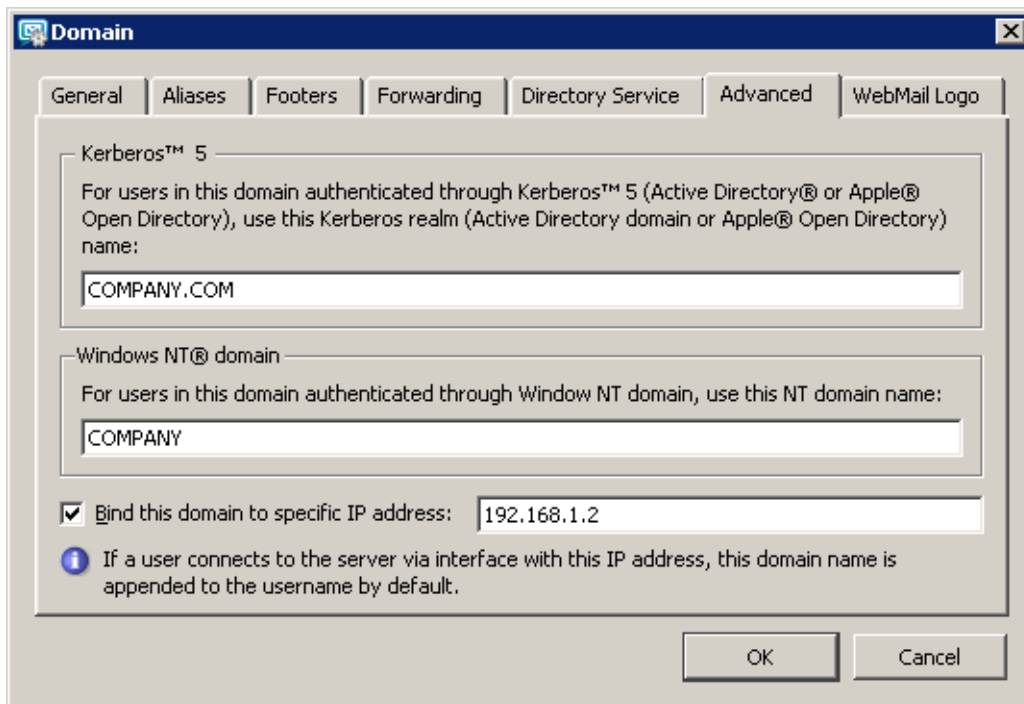 Domain
General
Aliases
Footers
Forwarding
Directory Service
Advanced
WebMail Logo
Kerberos™ 5
For users in this domain authenticated through Kerberos™ 5 (Active Directory® or Apple®
Open Directory), use this Kerberos realm (Active Directory domain or Apple® Open Directory)
name:
COMPANY.COM
Windows NT® domain
For users in this domain authenticated through Window NT domain, use this NT domain name:
COMPANY
Bind this domain to specific IP address: 192.168.1.2
If a user connects to the server via interface with this IP address, this domain name is
appended to the username by default.
OK
Cancel